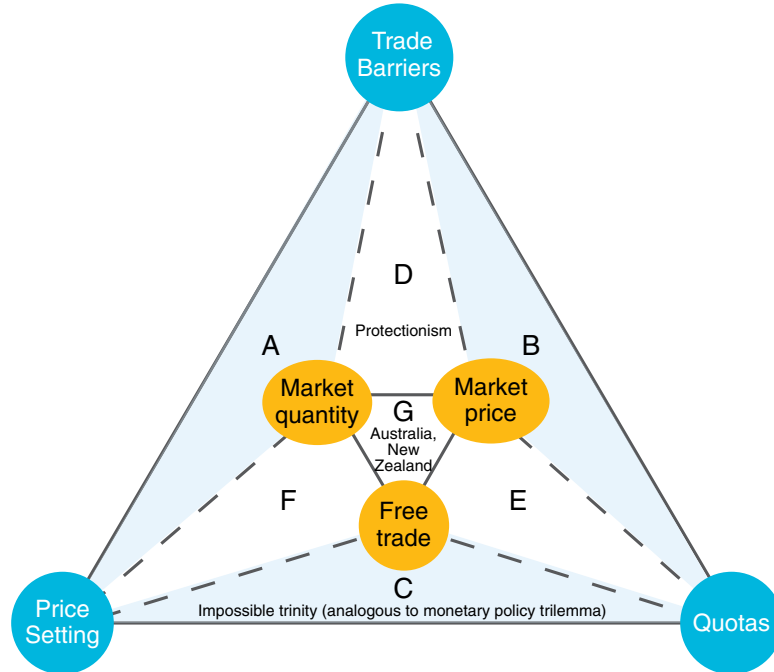 Trade
Barriers
D
Protectionism
A
B
Market
quantity
Market
price
G
Australia,
New
Zealand
F
E
Free
trade
C
Impossible trinity (analogous to monetary policy trilemma)
Price
Setting
Quotas